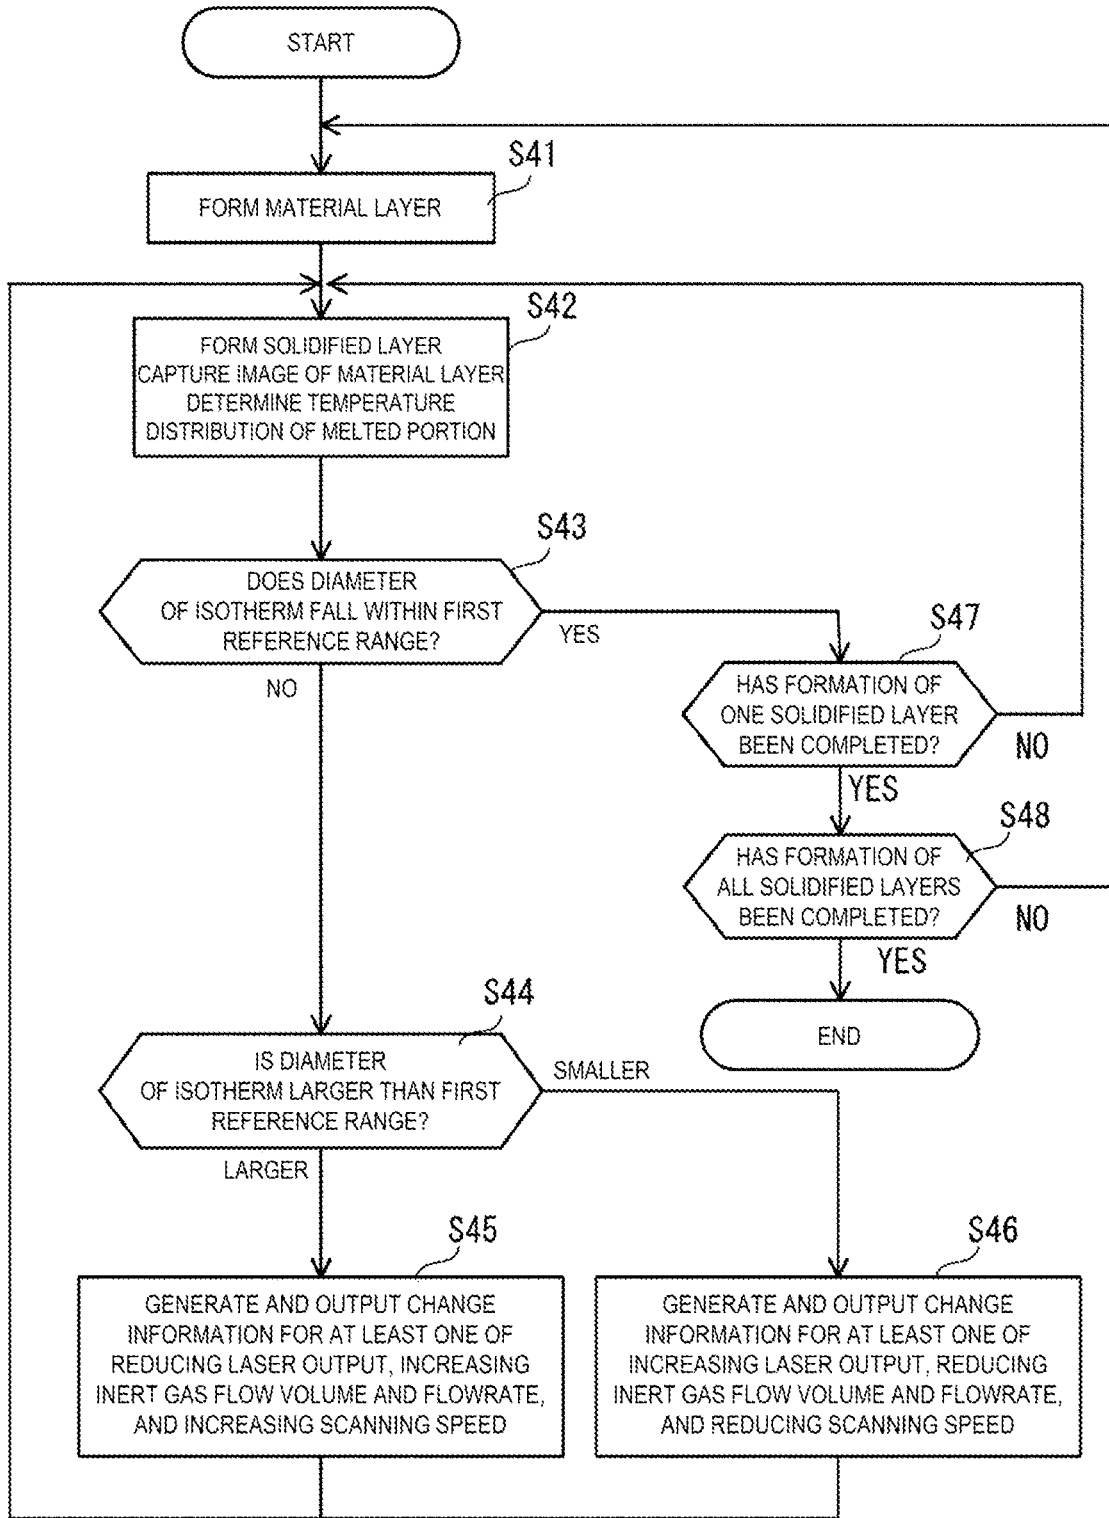 START
S41
FORM MATERIAL LAYER
S42
FORM SOLIDIFIED LAYER
CAPTURE IMAGE OF MATERIAL LAYER
DETERMINE TEMPERATURE
DISTRIBUTION OF MELTED PORTION
S43
DOES DIAMETER
OF ISOTHERM FALL WITHIN FIRST
REFERENCE RANGE?
YES
NO
S47
HAS FORMATION OF
ONE SOLIDIFIED LAYER
BEEN COMPLETED?
NO
YES
S48
HAS FORMATION OF
ALL SOLIDIFIED LAYERS
BEEN COMPLETED?
NO
YES
END
S44
IS DIAMETER
OF ISOTHERM LARGER THAN FIRST
REFERENCE RANGE?
SMALLER
LARGER
S45
GENERATE AND OUTPUT CHANGE
INFORMATION FOR AT LEAST ONE OF
REDUCING LASER OUTPUT, INCREASING
INERT GAS FLOW VOLUME AND FLOWRATE,
AND INCREASING SCANNING SPEED
S46
GENERATE AND OUTPUT CHANGE
INFORMATION FOR AT LEAST ONE OF
INCREASING LASER OUTPUT, REDUCING
INERT GAS FLOW VOLUME AND FLOWRATE,
AND REDUCING SCANNING SPEED